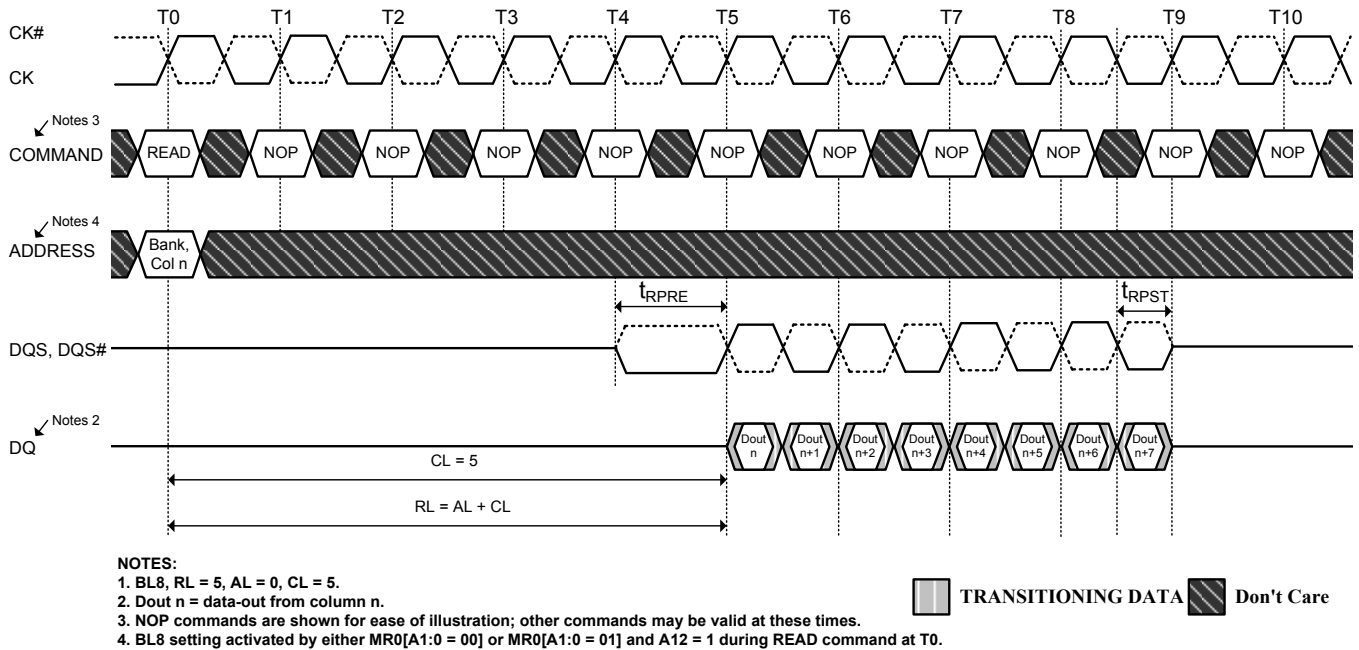 T0 T1 T2 T3 T4 T5 T6 T7 T8 T9 T10
CK#
CK
Notes 3
COMMAND READ NOP NOP NOP NOP NOP NOP NOP NOP NOP NOP
Notes 4
ADDRESS
Bank,
Col n
tRPRE tRPST
DQS, DQS#
Notes 2
DQ
Dout Dout Dout Dout Dout Dout Dout Dout
n n+1 n+2 n+3 n+4 n+5 n+6 n+7
CL = 5
RL = AL + CL
NOTES:
1. BL8, RL = 5, AL = 0, CL = 5.
2. Dout n = data-out from column n.
3. NOP commands are shown for ease of illustration; other commands may be valid at these times.
4. BL8 setting activated by either MR0[A1:0 = 00] or MR0[A1:0 = 01] and A12 = 1 during READ command at T0.
TRANSITIONING DATA Don't Care